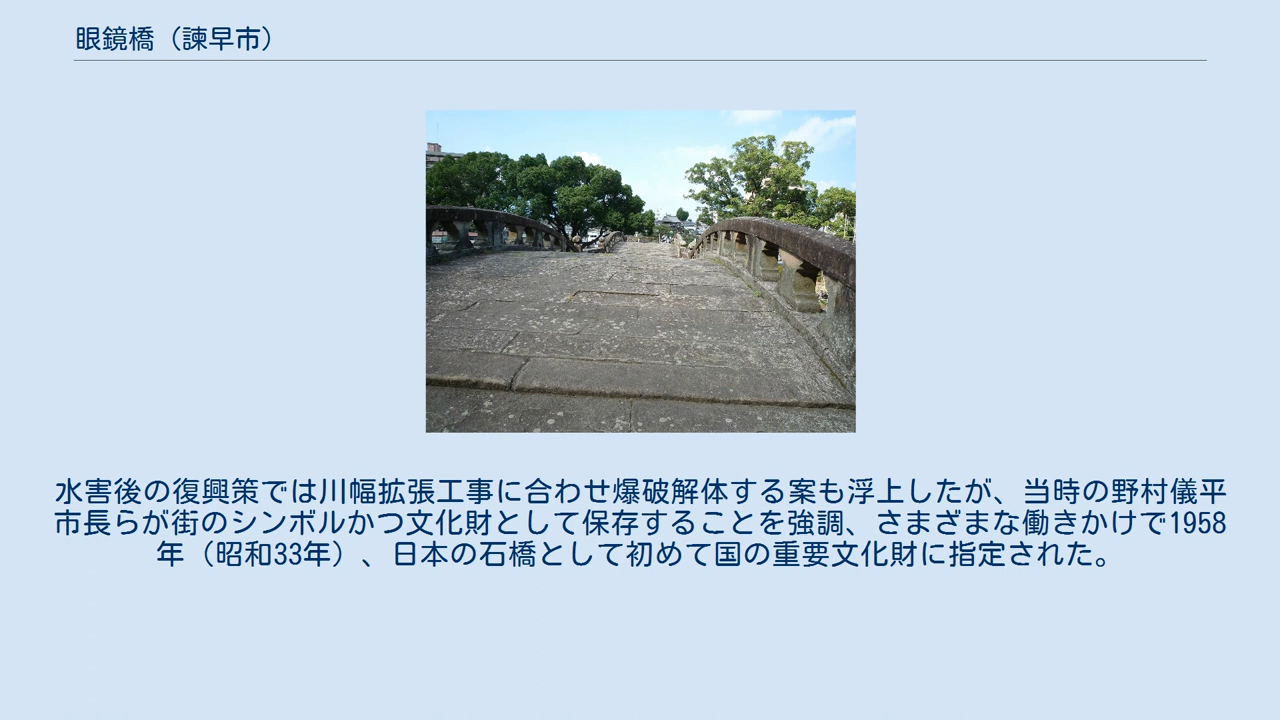 眼鏡橋（諫早市）
水害後の復興策では川幅拡張工事に合わせ爆破解体する案も浮上したが、当時の野村儀平
市長らが街のシンボルかつ文化財として保存することを強調、さまざまな働きかけで1958
年（昭和33年）、日本の石橋として初めて国の重要文化財に指定された。